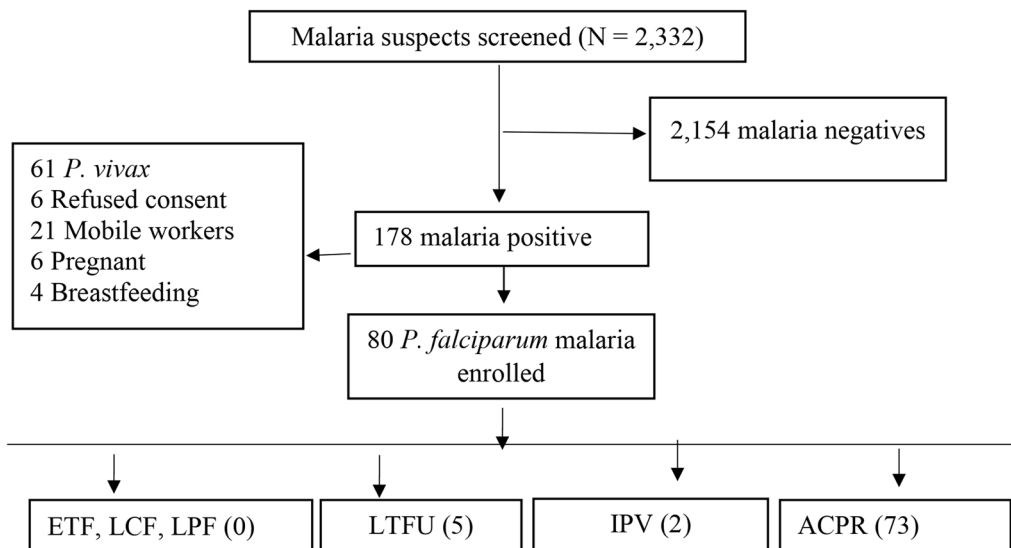 Malaria suspects screened (N = 2,332)
2,154 malaria negatives
61 P. vivax
6 Refused consent
21 Mobile workers
6 Pregnant
4 Breastfeeding
178 malaria positive
80 P. falciparum malaria
enrolled
ETF, LCF, LPF (0)
LTFU (5)
IPV (2)
ACPR (73)